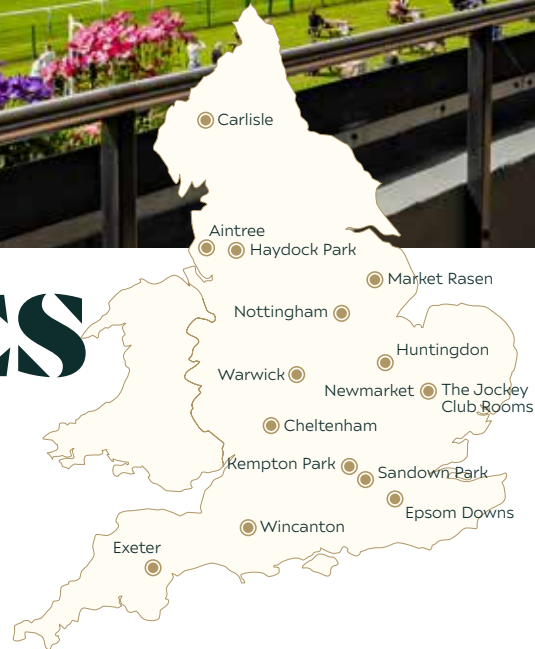 Carlisle
Aintree
Haydock Park
Market Rasen
Nottingham
Huntingdon
Warwick
Newmarket
The Jockey
Club Rooms
Cheltenham
Kempton Park
Sandown Park
Epsom Downs
Wincanton
Exeter